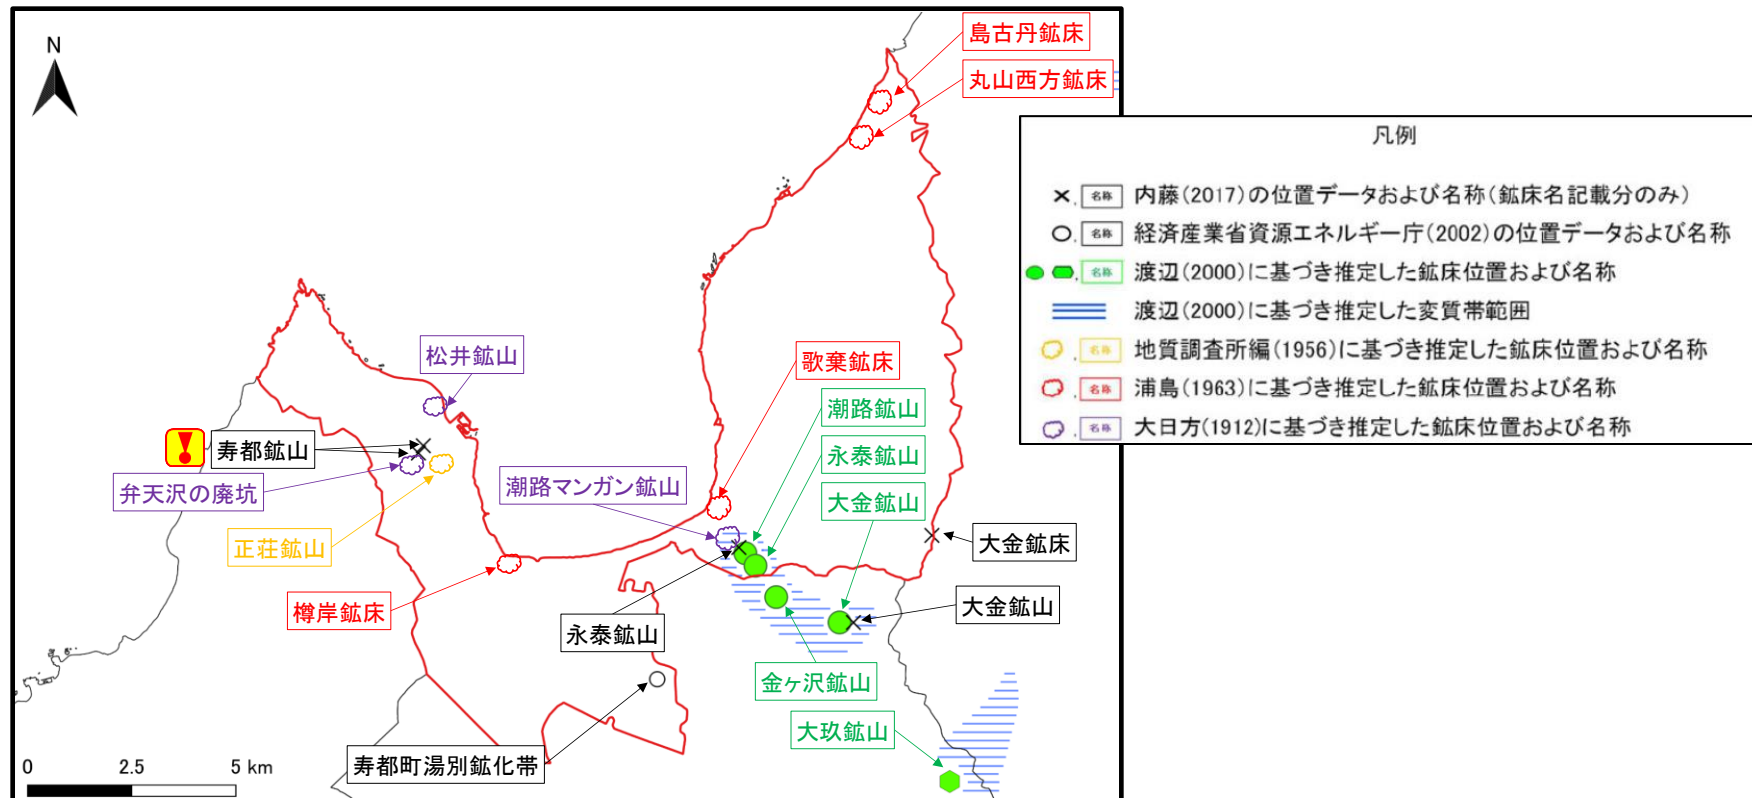 N
島古丹鉱床
丸山西方鉱床
凡例
名称
内藤(2017)の位置データおよび名称(鉱床名記載分のみ)
名称
経済産業省資源エネルギー庁(2002)の位置データおよび名称
名称
渡辺(2000)に基づき推定した鉱床位置および名称
渡辺(2000)に基づき推定した変質帯範囲
名称
地質調査所編(1956)に基づき推定した鉱床位置および名称
名称
浦島(1963)に基づき推定した鉱床位置および名称
名称
大日方(1912)に基づき推定した鉱床位置および名称
松井鉱山
歌棄鉱床
潮路鉱山
寿都鉱山
永泰鉱山
弁天沢の廃坑
潮路マンガン鉱山
大金鉱山
正荘鉱山
大金鉱床
樽岸鉱床
大金鉱山
永泰鉱山
金ヶ沢鉱山
大玖鉱山
寿都町湯別鉱化帯
0 2.5 5 km